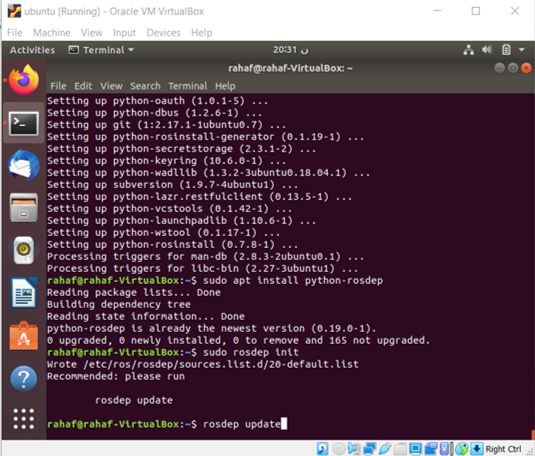 ubuntu [Running] - Oracle VM VirtualBox
File Machine View Input Devices Help
Activities Terminal 20:31 ن
rahaf@rahaf-VirtualBox: ~
File Edit View Search Terminal Help
Setting up python-oauth (1.0.1-5) ...
Setting up python-dbus (1.2.6-1) ...
Setting up git (1:2.17.1-1ubuntu0.7) ...
Setting up python-rosinstall-generator (0.1.19-1) ...
Setting up python-secretstorage (2.3.1-2) ...
Setting up python-keyring (10.6.0-1) ...
Setting up python-wadllib (1.3.2-3ubuntu0.18.04.1) ...
Setting up subversion (1.9.7-4ubuntu1) ...
Setting up python-lazr.restfulclient (0.13.5-1) ...
Setting up python-vcstools (0.1.42-1) ...
Setting up python-launchpadlib (1.10.6-1) ...
Setting up python-wstool (0.1.17-1) ...
Setting up python-rosinstall (0.7.8-1) ...
Processing triggers for man-db (2.8.3-2ubuntu0.1) ...
Processing triggers for libc-bin (2.27-3ubuntu1) ...
rahaf@rahaf-VirtualBox:~$ sudo apt install python-rosdep
Reading package lists... Done
Building dependency tree
Reading state information... Done
python-rosdep is already the newest version (0.19.0-1).
0 upgraded, 0 newly installed, 0 to remove and 165 not upgraded.
rahaf@rahaf-VirtualBox:~$ sudo rosdep init
Wrote /etc/ros/rosdep/sources.list.d/20-default.list
Recommended: please run
rosdep update
rahaf@rahaf-VirtualBox:~$ rosdep update
Right Ctrl